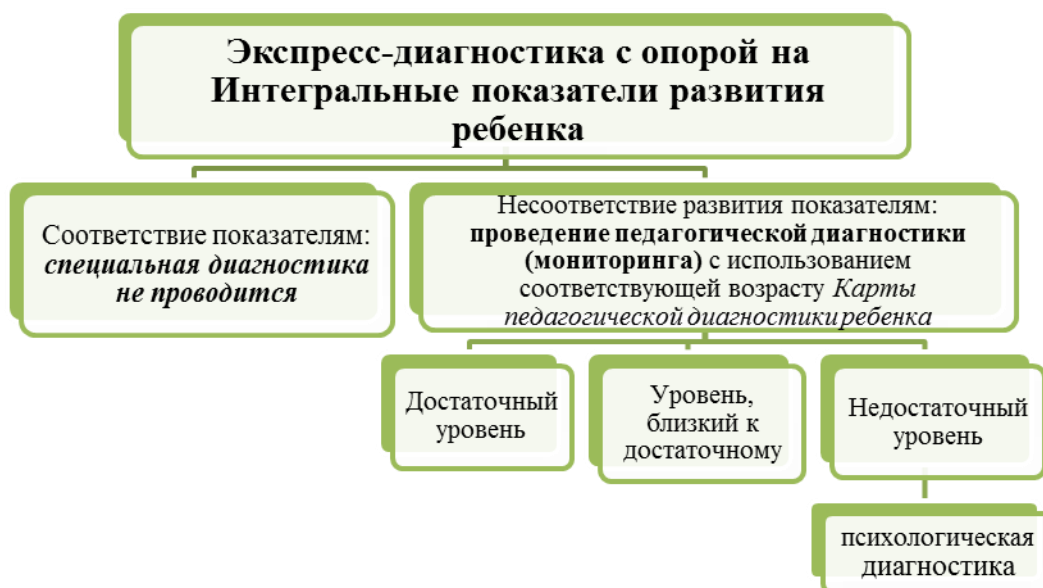 Экспресс-диагностика с опорой на
Интегральные показатели развития
ребенка
Соответствие показателям:
специальная диагностика
не проводится
Несоответствие развития показателям:
проведение педагогической диагностики
(мониторинга) с использованием
соответствующей возрасту Карты
педагогической диагностики ребенка
Достаточный
уровень
Уровень,
близкий к
достаточному
Недостаточный
уровень
психологическая
диагностика